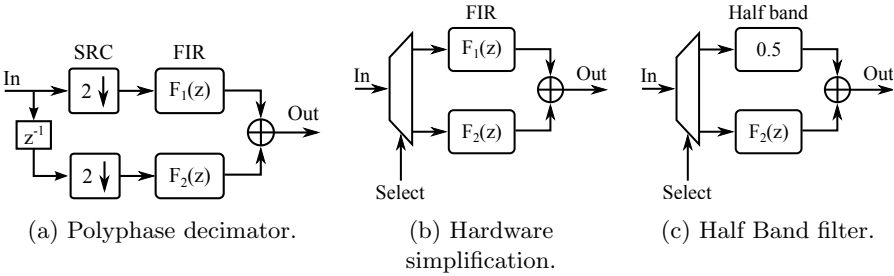 SRC FIR
In
2 F₁(z)
Out
z⁻¹
2 F₂(z)
(a) Polyphase decimator.
FIR
F₁(z)
In
Out
F₂(z)
Select
(b) Hardware
simplification.
Half band
0.5
In
Out
F₂(z)
Select
(c) Half Band filter.